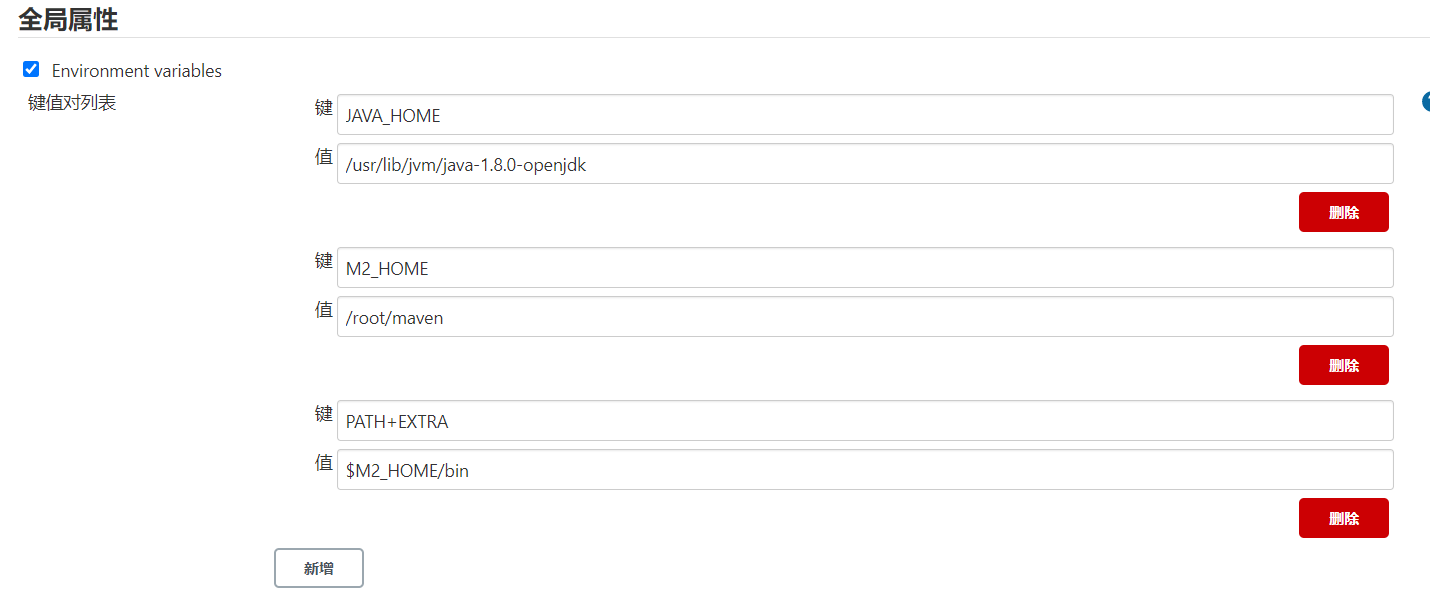 全局属性
Environment variables
键值对列表
键 JAVA_HOME
值 /usr/lib/jvm/java-1.8.0-openjdk
删除
键 M2_HOME
值 /root/maven
删除
键 PATH+EXTRA
值 $M2_HOME/bin
删除
新增